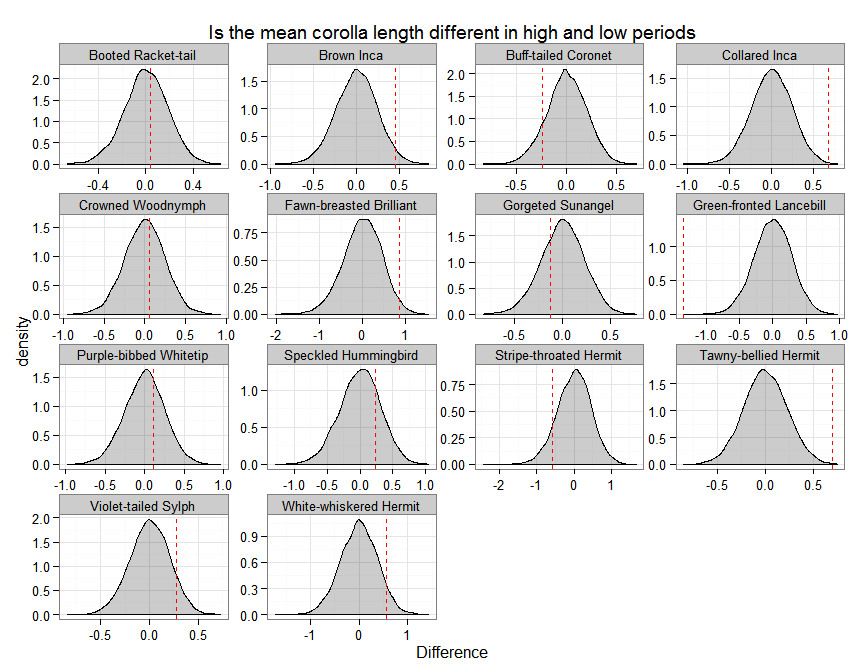 Is the mean corolla length different in high and low periods
Booted Racket-tail
Brown Inca
Buff-tailed Coronet
Collared Inca
2.0
1.5
1.0
0.5
0.0
1.5
1.0
0.5
0.0
2.0
1.5
1.0
0.5
0.0
1.5
1.0
0.5
0.0
-0.4 0.0 0.4
-1.0 -0.5 0.0 0.5
-0.5 0.0 0.5
-1.0 -0.5 0.0 0.5
Crowned Woodnymph
Fawn-breasted Brilliant
Gorgeted Sunangel
Green-fronted Lancebill
1.5
1.0
0.5
0.0
0.75
0.50
0.25
0.00
1.5
1.0
0.5
0.0
1.0
0.5
0.0
-1.0 -0.5 0.0 0.5 1.0
-2 -1 0 1
-0.5 0.0 0.5
-1.0 -0.5 0.0 0.5 1.0
density
Purple-bibbed Whitetip
Speckled Hummingbird
Stripe-throated Hermit
Tawny-bellied Hermit
1.5
1.0
0.5
0.0
1.0
0.5
0.0
0.75
0.50
0.25
0.00
1.5
1.0
0.5
0.0
-1.0 -0.5 0.0 0.5 1.0
-1.0 -0.5 0.0 0.5 1.0
-2 -1 0 1
-0.5 0.0 0.5
Violet-tailed Sylph
White-whiskered Hermit
2.0
1.5
1.0
0.5
0.0
0.9
0.6
0.3
0.0
-0.5 0.0 0.5
-1 0 1
Difference